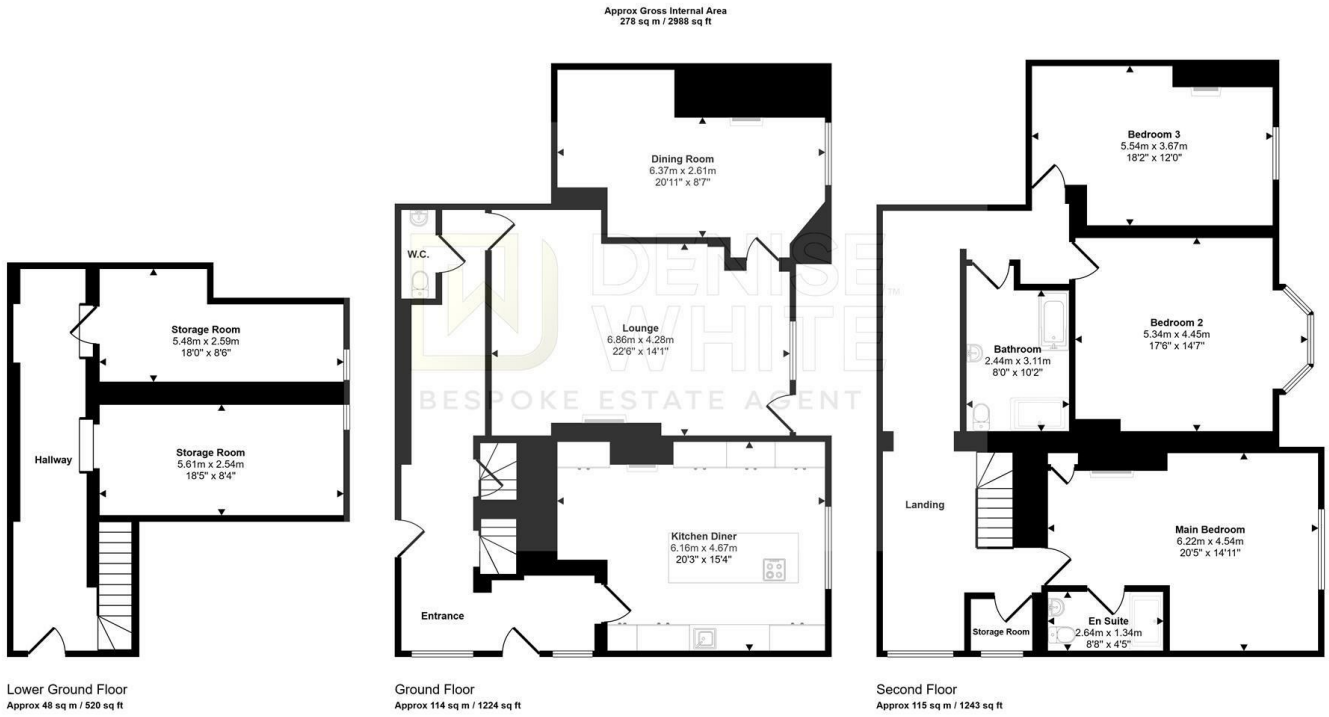 Approx Gross Internal Area
278 sq m / 2988 sq ft
Storage Room
5.48m x 2.59m
18'0" x 8'6"
Storage Room
5.61m x 2.54m
18'5" x 8'4"
Hallway
Lower Ground Floor
Approx 48 sq m / 520 sq ft
Dining Room
6.37m x 2.61m
20'11" x 8'7"
W.C.
Lounge
6.86m x 4.28m
22'6" x 14'1"
Kitchen Diner
6.16m x 4.67m
20'3" x 15'4"
Entrance
Ground Floor
Approx 114 sq m / 1224 sq ft
DENISE
WHITE™
BESPOKE ESTATE AGENT
Bedroom 3
5.54m x 3.67m
18'2" x 12'0"
Bedroom 2
5.34m x 4.45m
17'6" x 14'7"
Bathroom
2.44m x 3.11m
8'0" x 10'2"
Landing
Main Bedroom
6.22m x 4.54m
20'5" x 14'11"
En Suite
2.64m x 1.34m
8'8" x 4'5"
Storage Room
Second Floor
Approx 115 sq m / 1243 sq ft